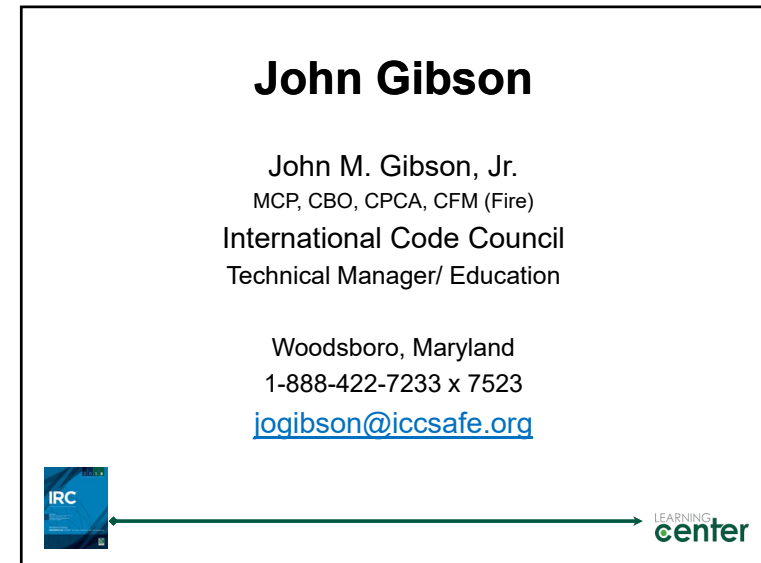 John Gibson
John M. Gibson, Jr.
MCP, CBO, CPCA, CFM (Fire)
International Code Council
Technical Manager/ Education
Woodsboro, Maryland
1-888-422-7233 x 7523
jogibson@iccsafe.org
IRC
LEARNING
center